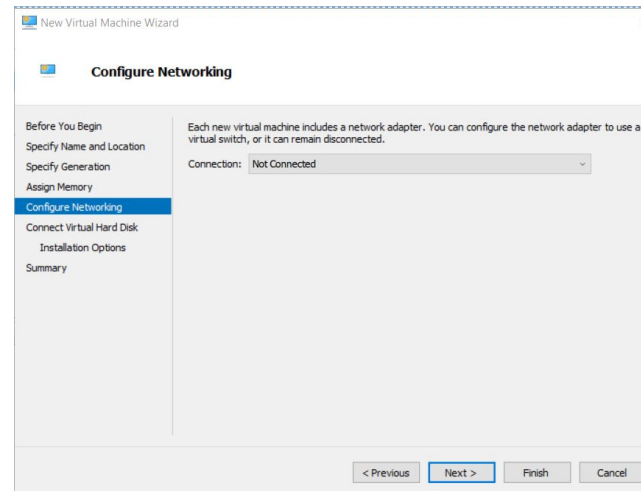 New Virtual Machine Wizard
Configure Networking
Before You Begin
Specify Name and Location
Specify Generation
Assign Memory
Configure Networking
Connect Virtual Hard Disk
Installation Options
Summary
Each new virtual machine includes a network adapter. You can configure the network adapter to use a
virtual switch, or it can remain disconnected.
Connection: Not Connected
< Previous Next > Finish Cancel